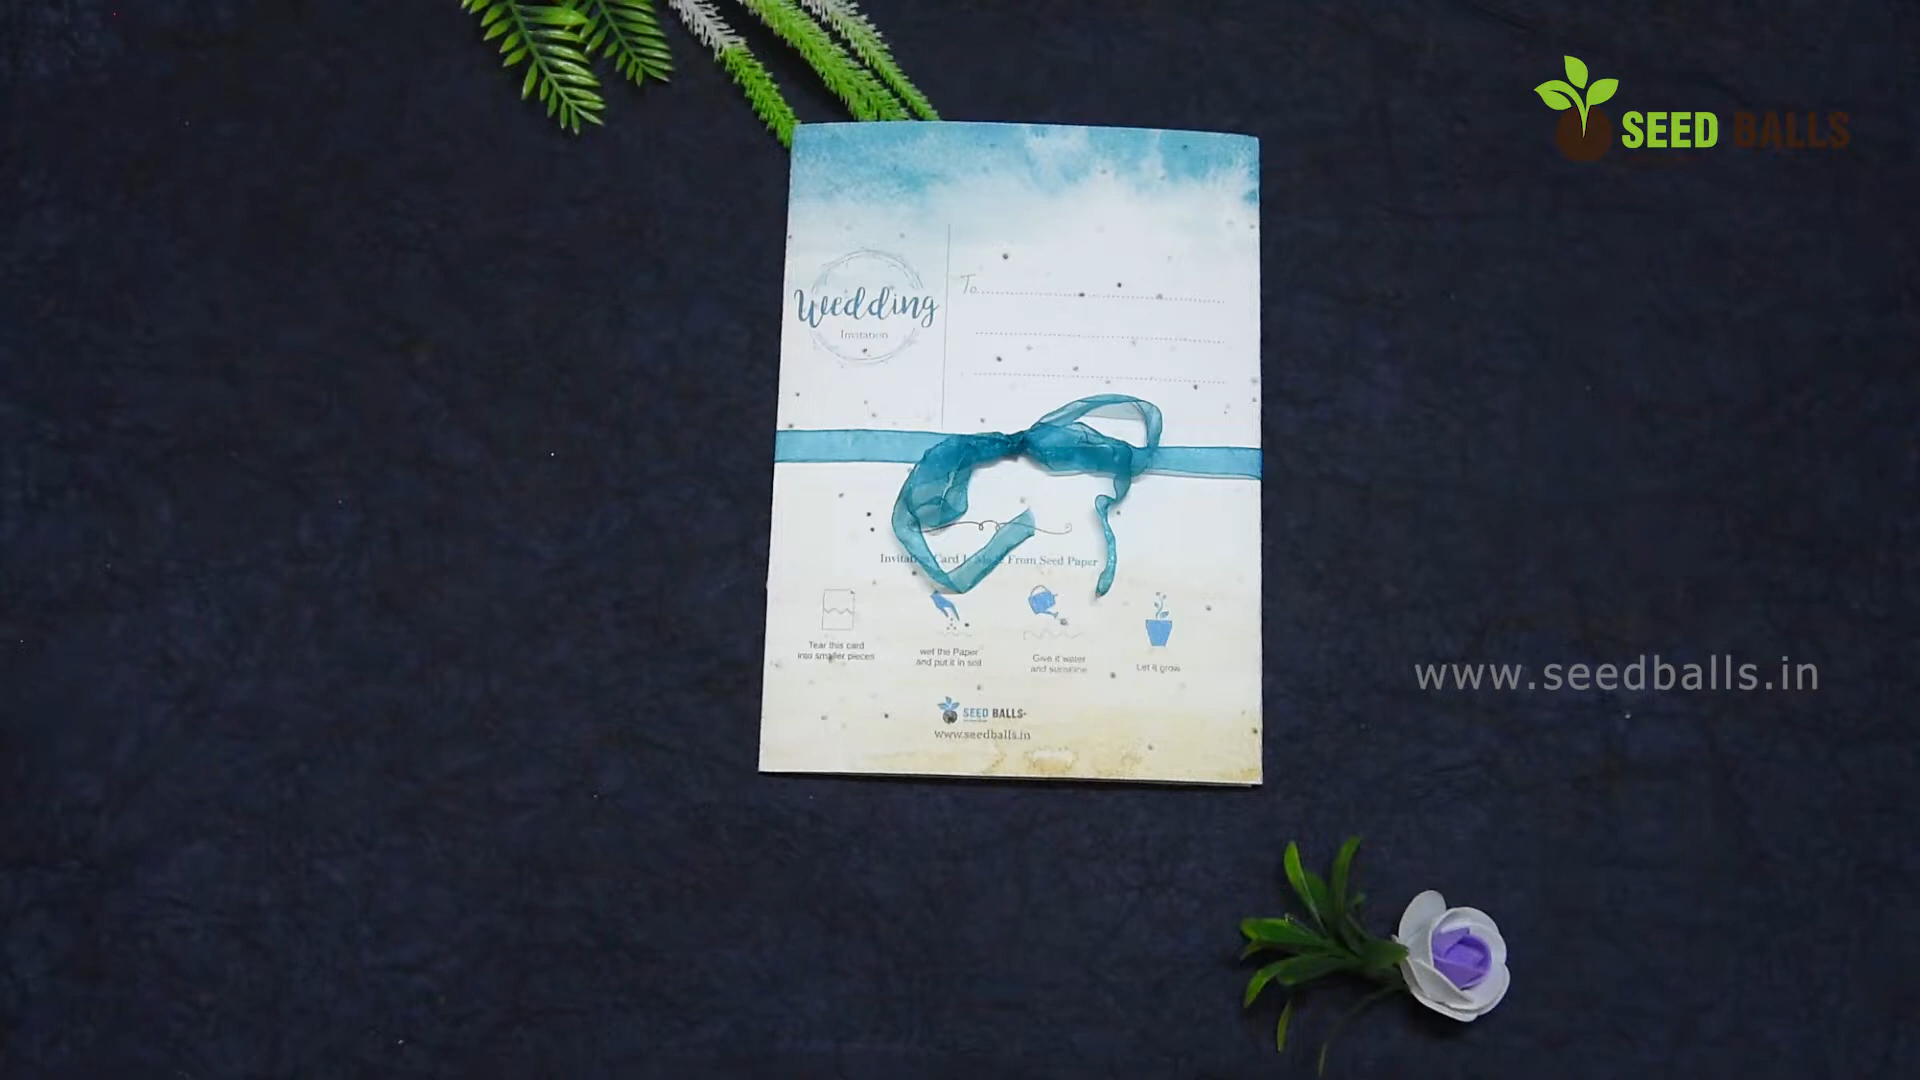 SEED BALLS
Wedding
Invitation
To
Invitation Card Is Made From Seed Paper
Tear this card
into smaller pieces
wet the Paper
and put it in soil
Give it water
and sunshine
Let it grow
SEED BALLS
www.seedballs.in
www.seedballs.in